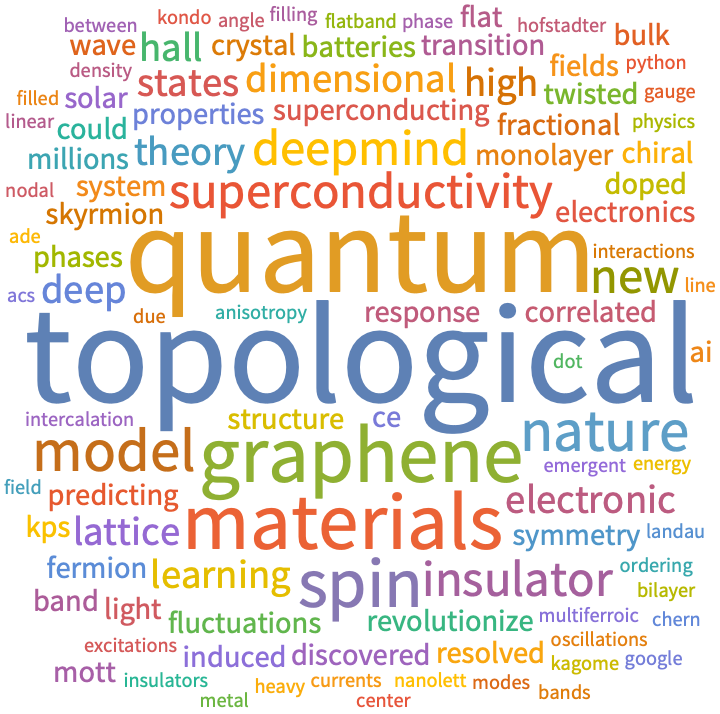 between kondo angle filling flatband phase flat hofstadter bulk
wave hall crystal batteries transition
density states dimensional high fields python
filled solar properties superconducting twisted gauge
linear could fractional physics
millions theory deepmind monolayer chiral
nodal system superconductivity doped
skyrmion electronics
ade phases quantum interactions
acs deep new line
due anisotropy response correlated
topological dot ai
intercalation structure ce nature
model graphene emergent energy
field predicting materials electronic
kps lattice symmetry landau
fermion learning spin insulator ordering
band light bilayer
fluctuations revolutionize multiferroic chern
excitations induced discovered resolved oscillations
mott insulators kagome google
metal heavy currents nanolett modes bands
center